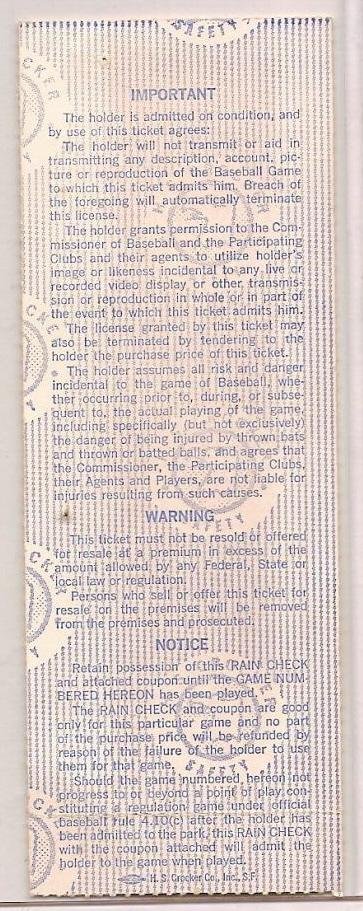 SAFETY
CROCKER
IMPORTANT
The holder is admitted on condition, and
by use of this ticket agrees:
The holder will not transmit or aid in
transmitting any description, account, pic-
ture or reproduction of the Baseball Game
to which this ticket admits him. Breach of
the foregoing will automatically terminate
this license.
The holder grants permission to the Com-
missioner of Baseball and the Participating
Clubs and their agents to utilize holder's
image or likeness incidental to any live or
recorded video display or other transmis-
sion or reproduction in whole or in part of
the event to which this ticket admits him.
The license granted by this ticket may
also be terminated by tendering to the
holder the purchase price of this ticket.
The holder assumes all risk and danger
incidental to the game of Baseball, whe-
ther occurring prior to, during, or subse-
quent to, the actual playing of the game,
including specifically (but not exclusively)
the danger of being injured by thrown bats
and thrown or batted balls, and agrees that
the Commissioner, the Participating Clubs,
their Agents and Players, are not liable for
injuries resulting from such causes.
SAFETY
WARNING
This ticket must not be resold or offered
for resale at a premium in excess of the
amount allowed by any Federal, State or
local law or regulation.
Persons who sell or offer this ticket for
resale on the premises will be removed
from the premises and prosecuted.
NOTICE
Retain possession of this RAIN CHECK
and attached coupon until the GAME NUM-
BERED HEREON has been played.
The RAIN CHECK and coupon are good
only for this particular game and no part
of the purchase price will be refunded by
reason of the failure of the holder to use
them for that game.
SAFETY
Should the game numbered hereon not
progress to or beyond a point of play con-
stituting a regulation game under official
baseball rule 4.10(c) after the holder has
been admitted to the park, this RAIN CHECK
with the coupon attached will admit the
holder to the game when played.
H. S. Crocker Co., Inc., S.F.